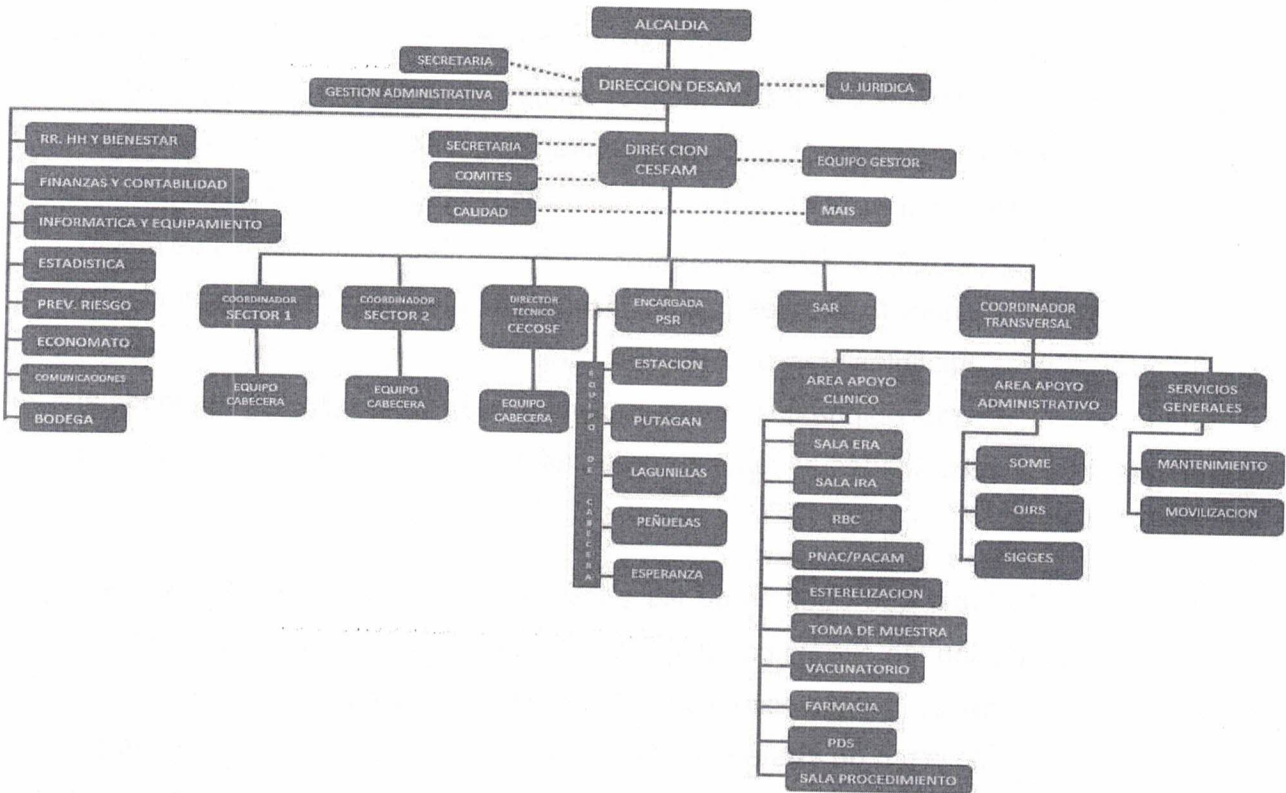 ALCALDIA
SECRETARIA
DIRECCION DESAM
GESTION ADMINISTRATIVA
U. JURIDICA
RR. HH Y BIENESTAR
FINANZAS Y CONTABILIDAD
INFORMATICA Y EQUIPAMIENTO
ESTADISTICA
PREV. RIESGO
ECONOMATO
COMUNICACIONES
BODEGA
SECRETARIA
DIRECCION
CESFAM
EQUIPO GESTOR
COMITES
CALIDAD
MAIS
COORDINADOR
SECTOR 1
EQUIPO
CABECERA
COORDINADOR
SECTOR 2
EQUIPO
CABECERA
DIRECTOR
TECNICO
CECOSF
EQUIPO
CABECERA
ENCARGADA
PSR
EQUIPO DE CABECERA
ESTACION
PUTAGAN
LAGUNILLAS
PEÑUELAS
ESPERANZA
SAR
COORDINADOR
TRANSVERSAL
AREA APOYO
CLINICO
SALA ERA
SALA IRA
RBC
PNAC/PACAM
ESTERELIZACION
TOMA DE MUESTRA
VACUNATORIO
FARMACIA
PDS
SALA PROCEDIMIENTO
AREA APOYO
ADMINISTRATIVO
SOME
OIRS
SIGGES
SERVICIOS
GENERALES
MANTENIMIENTO
MOVILIZACION